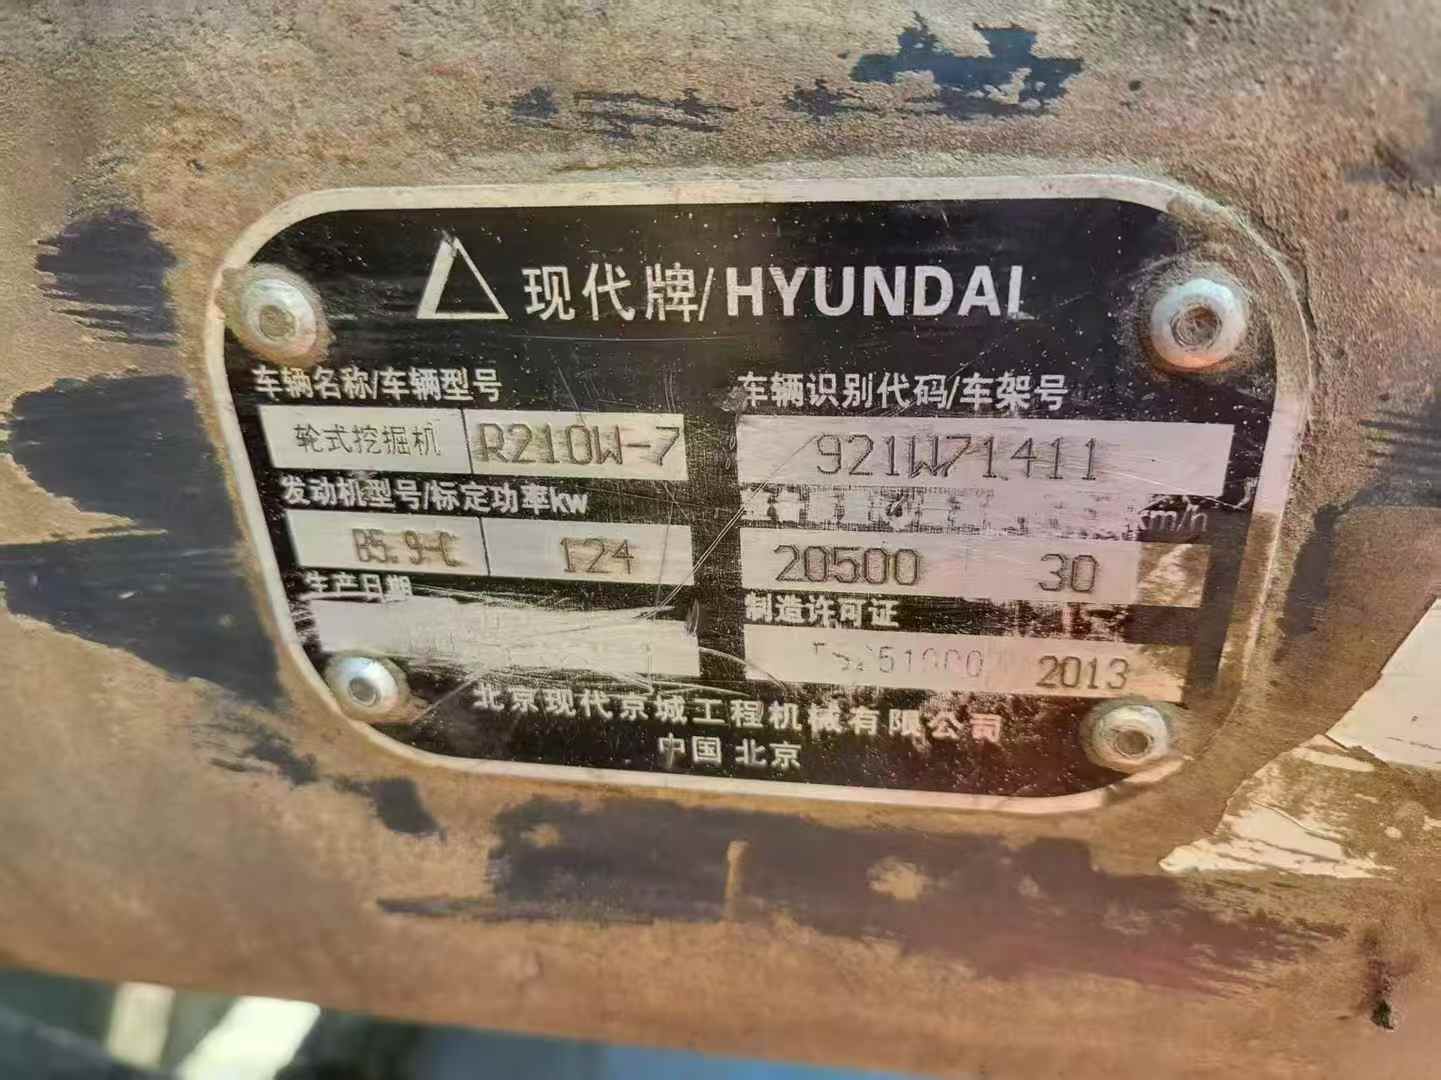 现代牌/HYUNDAI
车辆名称/车辆型号
车辆识别代码/车架号
轮式挖掘机 R210W-7
921W71411
发动机型号/标定功率kw
km/h
B5.9-C 124
20500 30
生产日期
制造许可证
2013
北京现代京城工程机械有限公司
中国 北京